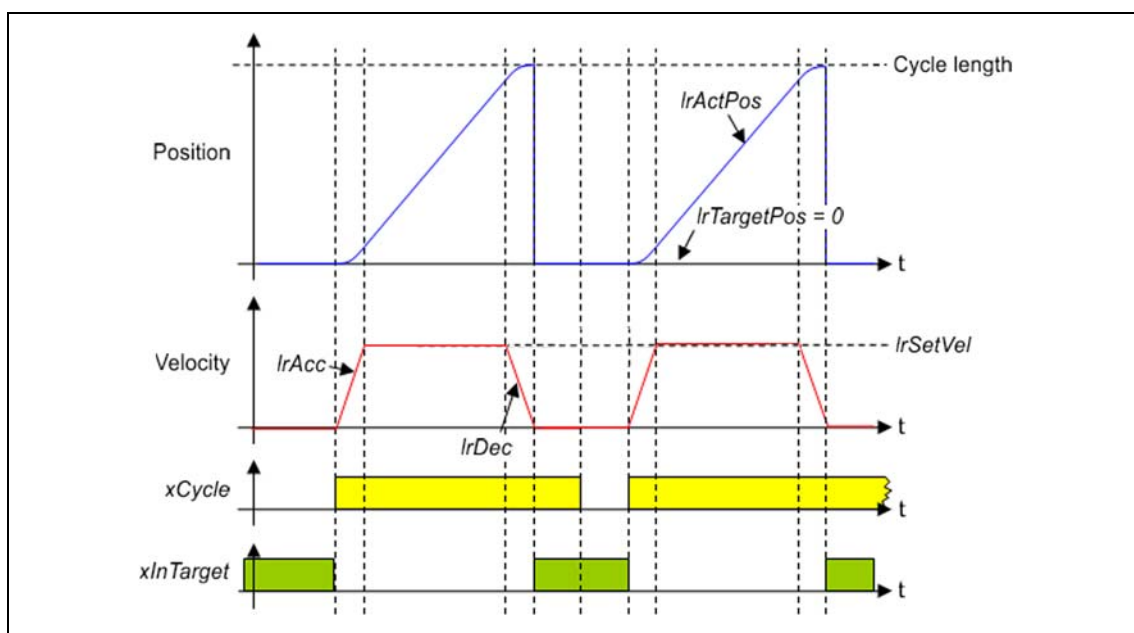 Cycle length
lrActPos
Position
lrTargetPos = 0
t
Velocity
lrAcc
lrSetVel
lrDec
t
xCycle
t
xInTarget
t